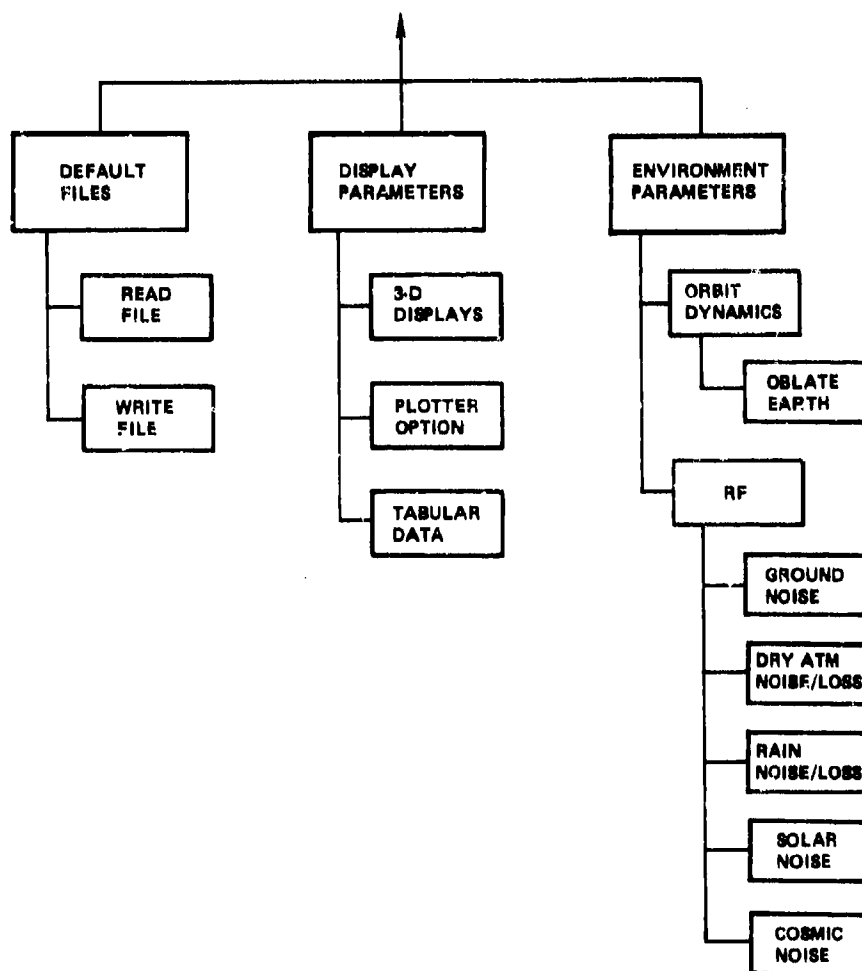 DEFAULT
FILES
DISPLAY
PARAMETERS
ENVIRONMENT
PARAMETERS
READ
FILE
WRITE
FILE
3-D
DISPLAYS
PLOTTER
OPTION
TABULAR
DATA
ORBIT
DYNAMICS
OBLATE
EARTH
RF
GROUND
NOISE
DRY ATM
NOISE/LOSS
RAIN
NOISE/LOSS
SOLAR
NOISE
COSMIC
NOISE